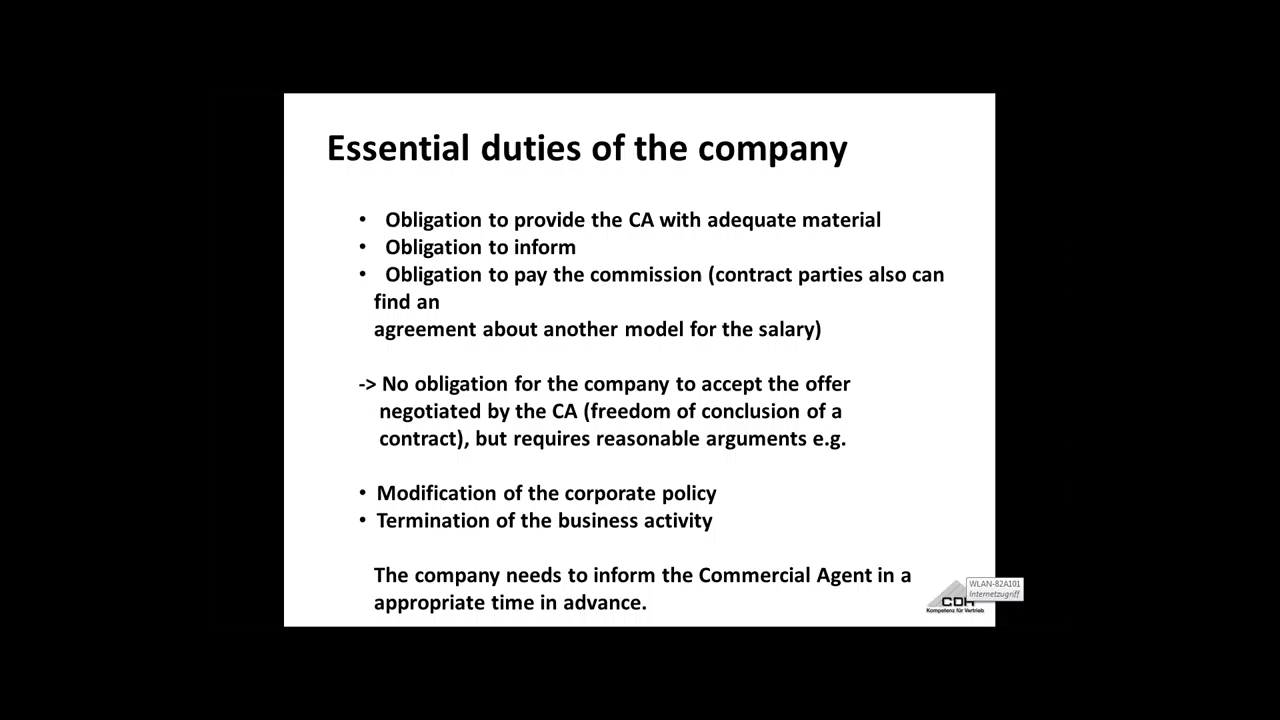 Essential duties of the company
• Obligation to provide the CA with adequate material
• Obligation to inform
• Obligation to pay the commission (contract parties also can
find an
agreement about another model for the salary)
-> No obligation for the company to accept the offer
negotiated by the CA (freedom of conclusion of a
contract), but requires reasonable arguments e.g.
• Modification of the corporate policy
• Termination of the business activity
The company needs to inform the Commercial Agent in a
appropriate time in advance.
WLAN-82A101
Internetzugriff
CDH
Kompetenz für Vertrieb